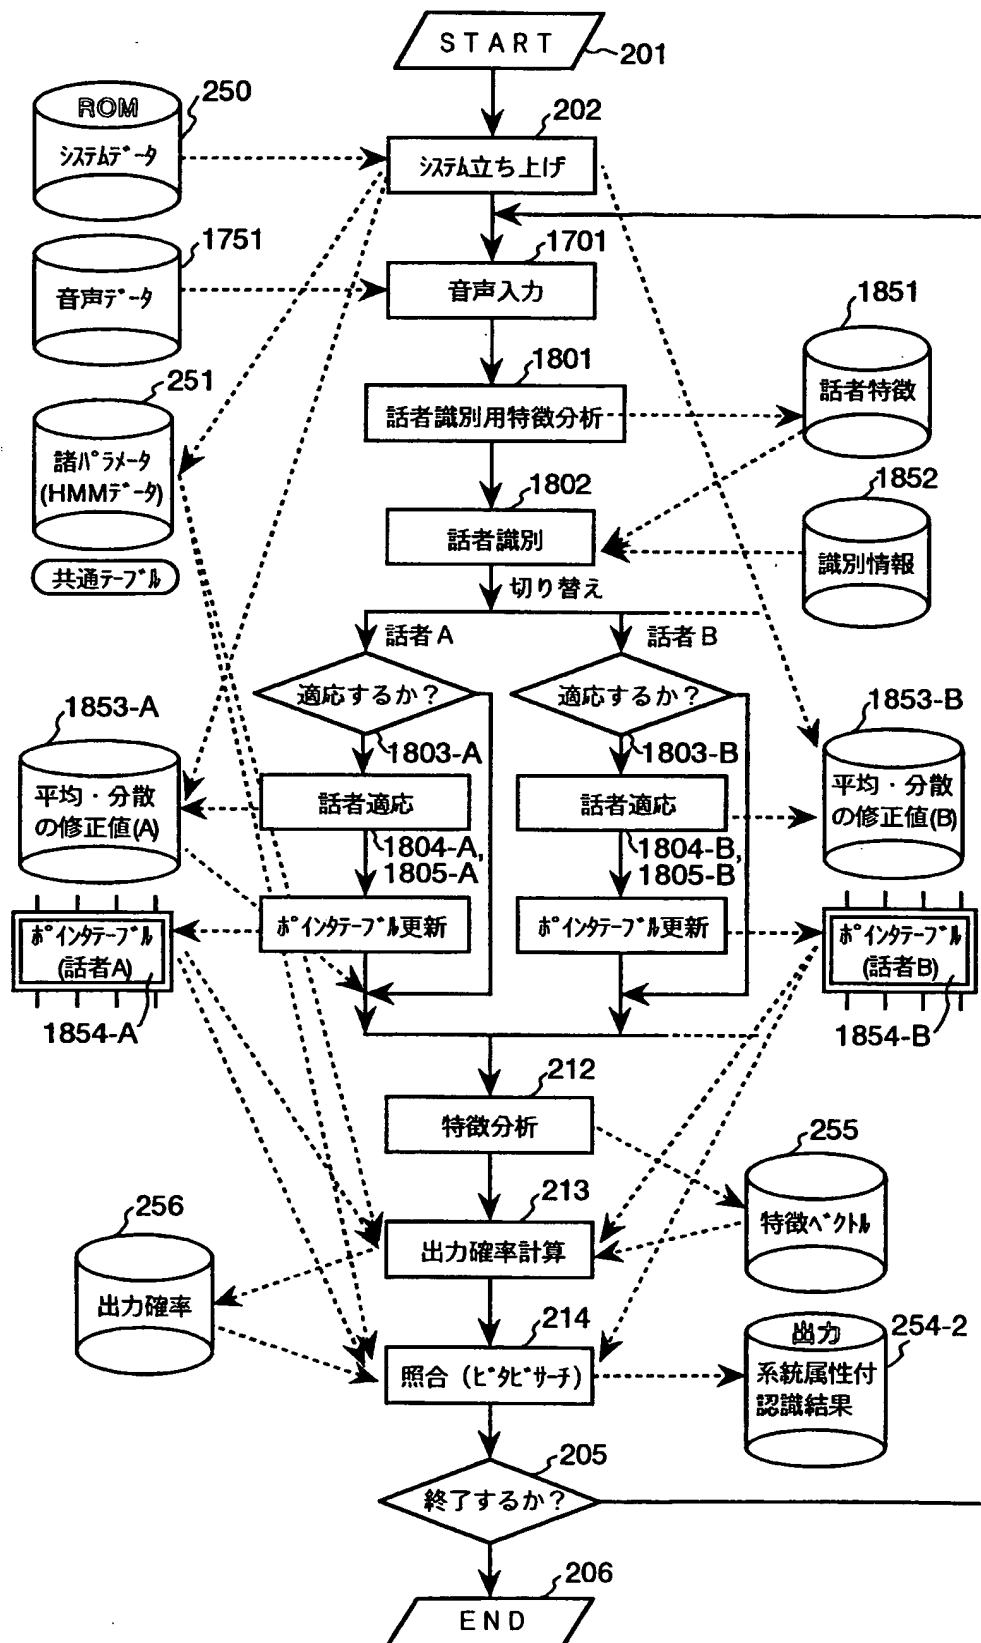 START
201
250
ROM
システムデータ
202
システム立ち上げ
1751
音声データ
1701
音声入力
1851
話者特徴
251
諸パラメータ
(HMMデータ)
共通テーブル
1801
話者識別用特徴分析
1802
話者識別
1852
識別情報
切り替え
話者A
話者B
適応するか?
適応するか?
1853-A
平均・分散
の修正値(A)
1803-A
話者適応
1803-B
話者適応
1853-B
平均・分散
の修正値(B)
1804-A,
1805-A
1804-B,
1805-B
ポインタテーブル
(話者A)
ポインタテーブル更新
ポインタテーブル更新
ポインタテーブル
(話者B)
1854-A
1854-B
212
特徴分析
255
特徴ベクトル
213
出力確率計算
256
出力確率
214
照合(ビタビサーチ)
出力
254-2
系統属性付
認識結果
205
終了するか?
206
END